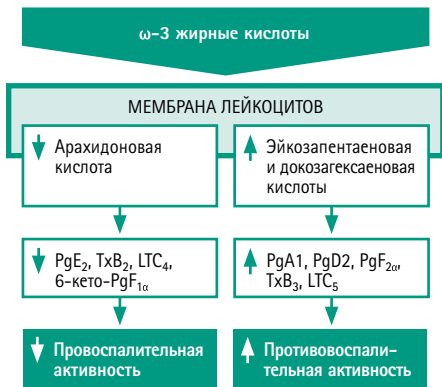 ω-3 жирные кислоты
МЕМБРАНА ЛЕЙКОЦИТОВ
Арахидоновая
кислота
Эйкозапентаеновая
и докозагексаеновая
кислоты
PgE₂, TxB₂, LTC₄,
6-кето-PgF₁α
PgA1, PgD2, PgF₂α,
TxB₃, LTC₅
Провоспалительная
активность
Противовоспали-
тельная активность